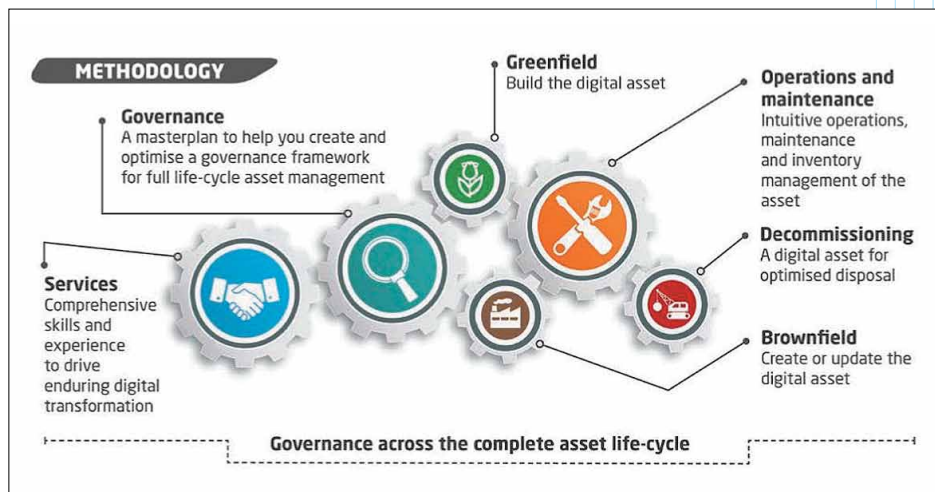 METHODOLOGY
Governance
A masterplan to help you create and
optimise a governance framework
for full life-cycle asset management
Greenfield
Build the digital asset
Operations and
maintenance
Intuitive operations,
maintenance
and inventory
management of the
asset
Services
Comprehensive
skills and
experience
to drive
enduring digital
transformation
Decommissioning
A digital asset for
optimised disposal
Brownfield
Create or update the
digital asset
Governance across the complete asset life-cycle